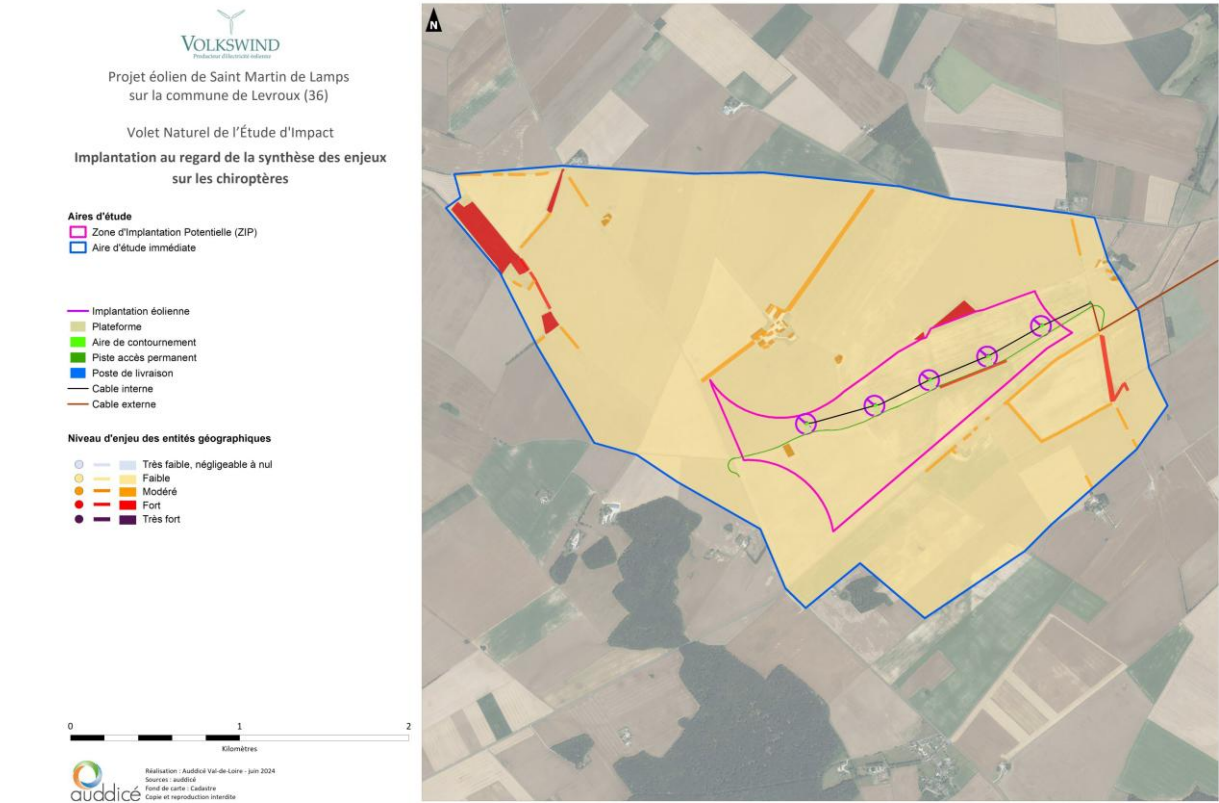 VOLKSWIND
Producteur d'électricité éolienne
Projet éolien de Saint Martin de Lamps
sur la commune de Levroux (36)
Volet Naturel de l'Étude d'Impact
Implantation au regard de la synthèse des enjeux
sur les chiroptères
Aires d'étude
Zone d'Implantation Potentielle (ZIP)
Aire d'étude immédiate
Implantation éolienne
Plateforme
Aire de contournement
Piste accès permanent
Poste de livraison
Cable interne
Cable externe
Niveau d'enjeu des entités géographiques
Très faible, négligeable à nul
Faible
Modéré
Fort
Très fort
0 1 2
Kilomètres
auddicé
Réalisation : Auddicé Val-de-Loire - juin 2024
Sources : auddicé
Fond de carte : Cadastre
Copie et reproduction interdite
N